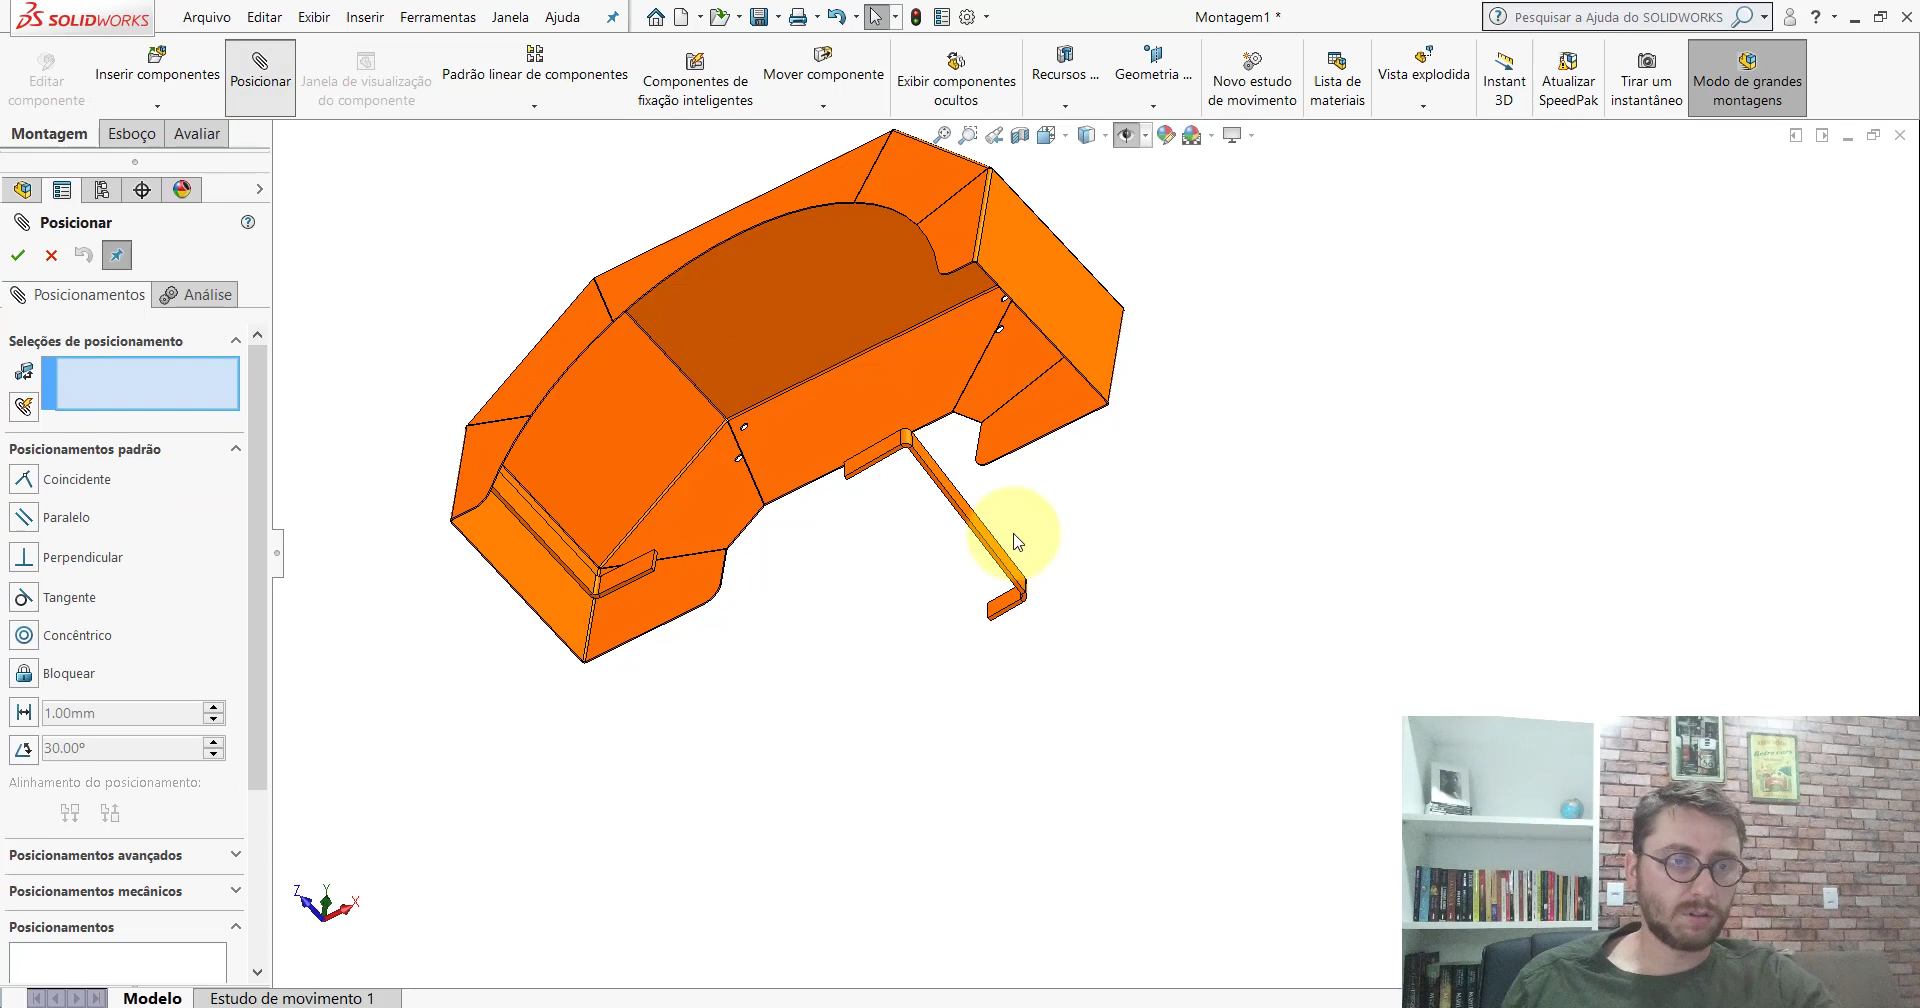 SOLIDWORKS
Arquivo Editar Exibir Inserir Ferramentas Janela Ajuda
Montagem1 *
Pesquisar a Ajuda do SOLIDWORKS
Editar componente
Inserir componentes
Posicionar
Janela de visualização do componente
Padrão linear de componentes
Componentes de fixação inteligentes
Mover componente
Exibir componentes ocultos
Recursos ...
Geometria ...
Novo estudo de movimento
Lista de materiais
Vista explodida
Instant 3D
Atualizar SpeedPak
Tirar um instantâneo
Modo de grandes montagens
Montagem Esboço Avaliar
Posicionar
Posicionamentos Análise
Seleções de posicionamento
Posicionamentos padrão
Coincidente
Paralelo
Perpendicular
Tangente
Concêntrico
Bloquear
1.00mm
30.00º
Alinhamento do posicionamento:
Posicionamentos avançados
Posicionamentos mecânicos
Posicionamentos
Z Y X
Modelo Estudo de movimento 1